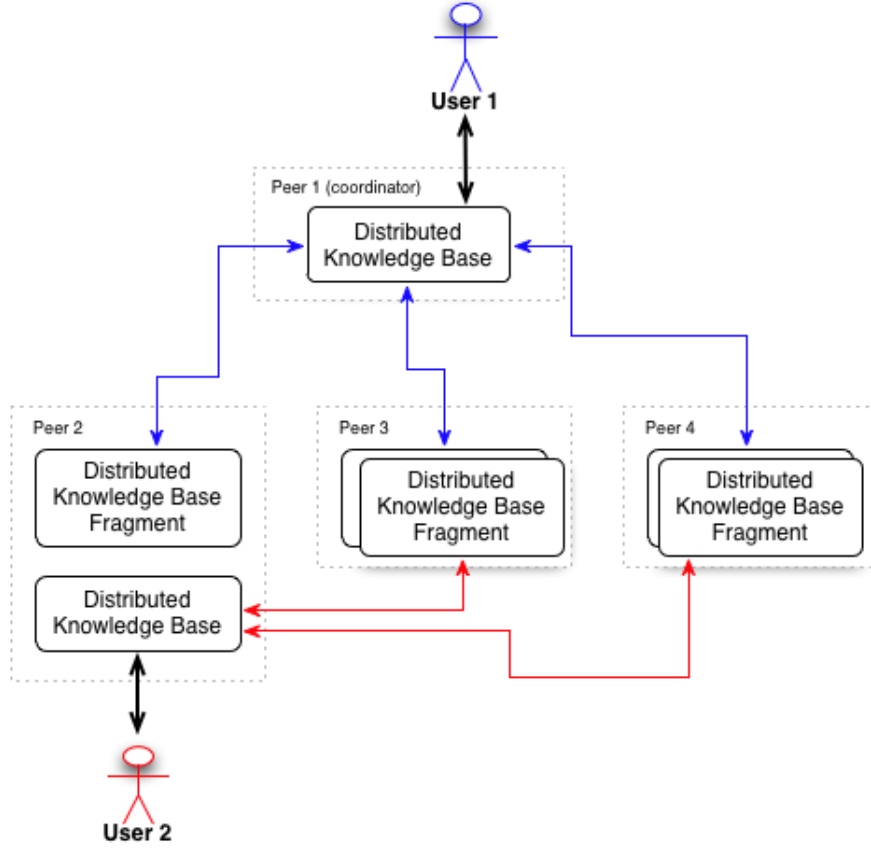 User 1
Peer 1 (coordinator)
Distributed
Knowledge Base
Peer 2
Distributed
Knowledge Base
Fragment
Distributed
Knowledge Base
Peer 3
Distributed
Knowledge Base
Fragment
Peer 4
Distributed
Knowledge Base
Fragment
User 2